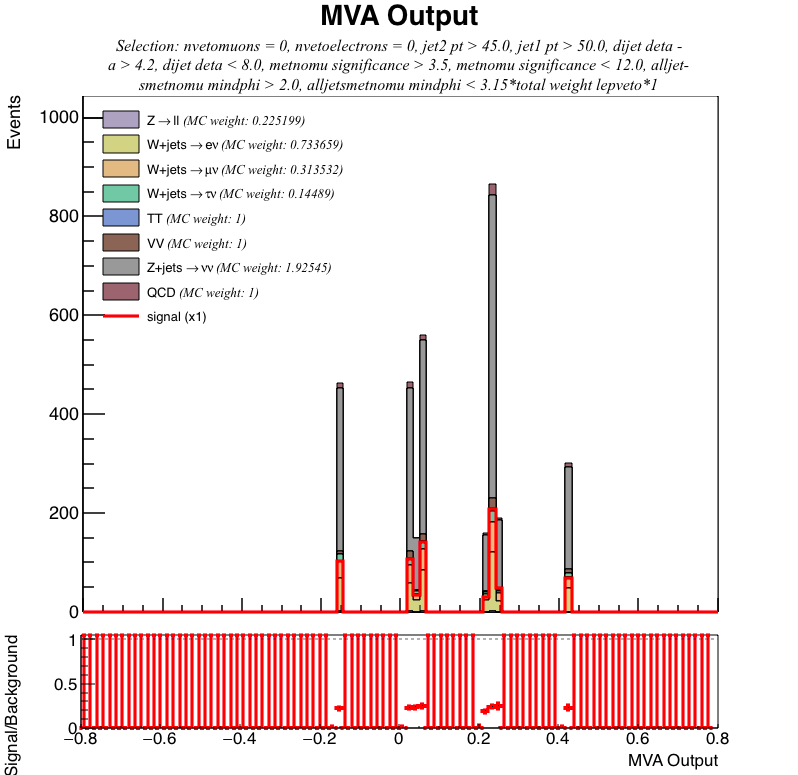 MVA Output
Selection: nvetomuons = 0, nvetoelectrons = 0, jet2 pt > 45.0, jet1 pt > 50.0, dijet deta -
a > 4.2, dijet deta < 8.0, metnomu significance > 3.5, metnomu significance < 12.0, alljet-
smetnomu mindphi > 2.0, alljetsmetnomu mindphi < 3.15*total weight lepveto*1
Events
1000
800
600
400
200
0
Z→ll (MC weight: 0.225199)
W+jets→eν (MC weight: 0.733659)
W+jets→μν (MC weight: 0.313532)
W+jets→τν (MC weight: 0.14489)
TT (MC weight: 1)
VV (MC weight: 1)
Z+jets→νν (MC weight: 1.92545)
QCD (MC weight: 1)
signal (x1)
Signal/Background
1
0.5
0
−0.8 −0.6 −0.4 −0.2 0 0.2 0.4 0.6 0.8
MVA Output